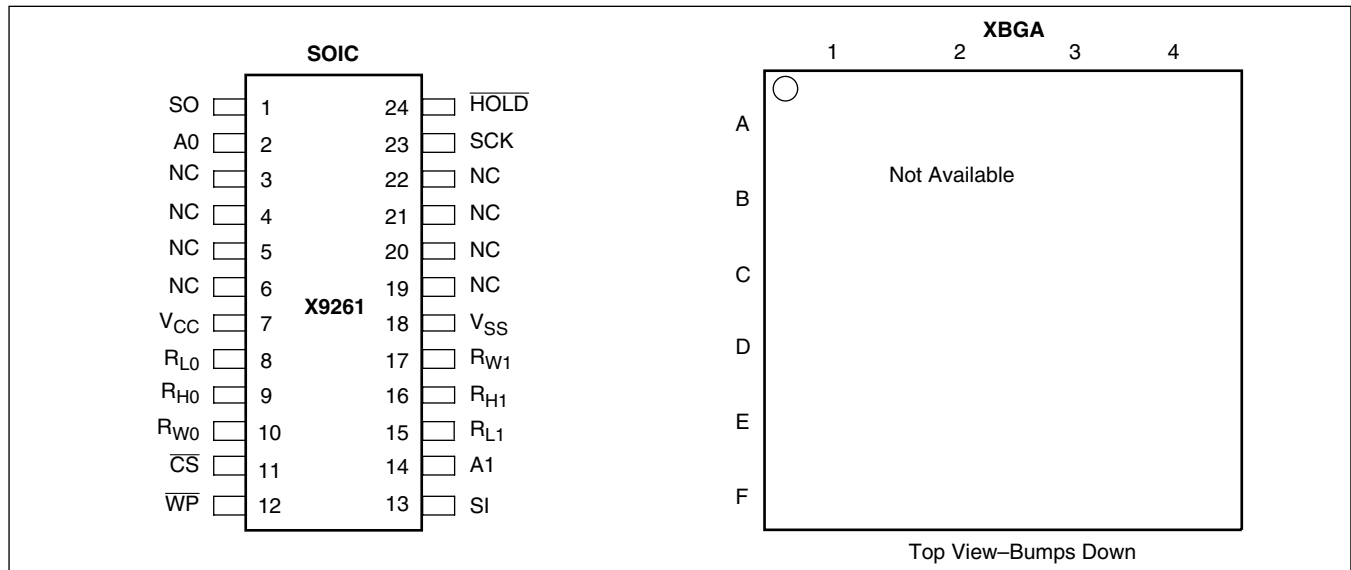 SOIC
SO 1 24 HOLD
A0 2 23 SCK
NC 3 22 NC
NC 4 21 NC
NC 5 20 NC
NC 6 19 NC
X9261
VCC 7 18 VSS
RL0 8 17 RW1
RH0 9 16 RH1
RW0 10 15 RL1
CS 11 14 A1
WP 12 13 SI
XBGA
1 2 3 4
A
Not Available
B
C
D
E
F
Top View–Bumps Down